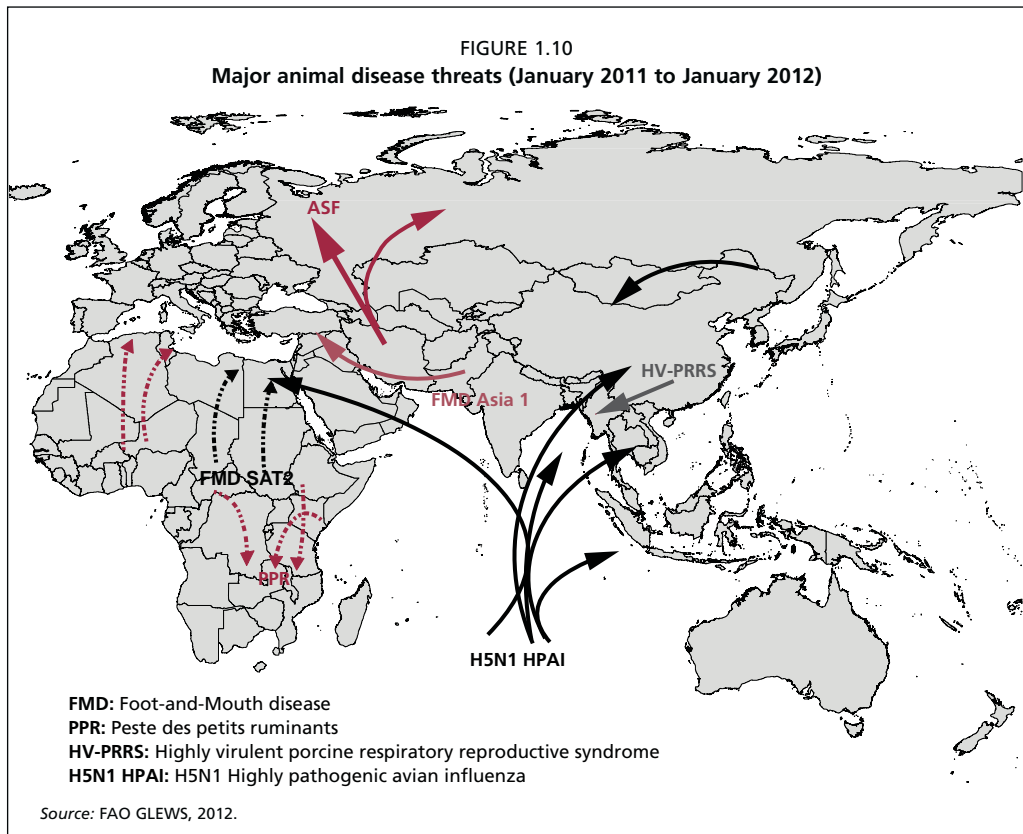 FIGURE 1.10
Major animal disease threats (January 2011 to January 2012)
ASF
HV-PRRS
FMD Asia 1
FMD SAT2
PPR
H5N1 HPAI
FMD: Foot-and-Mouth disease
PPR: Peste des petits ruminants
HV-PRRS: Highly virulent porcine respiratory reproductive syndrome
H5N1 HPAI: H5N1 Highly pathogenic avian influenza
Source: FAO GLEWS, 2012.